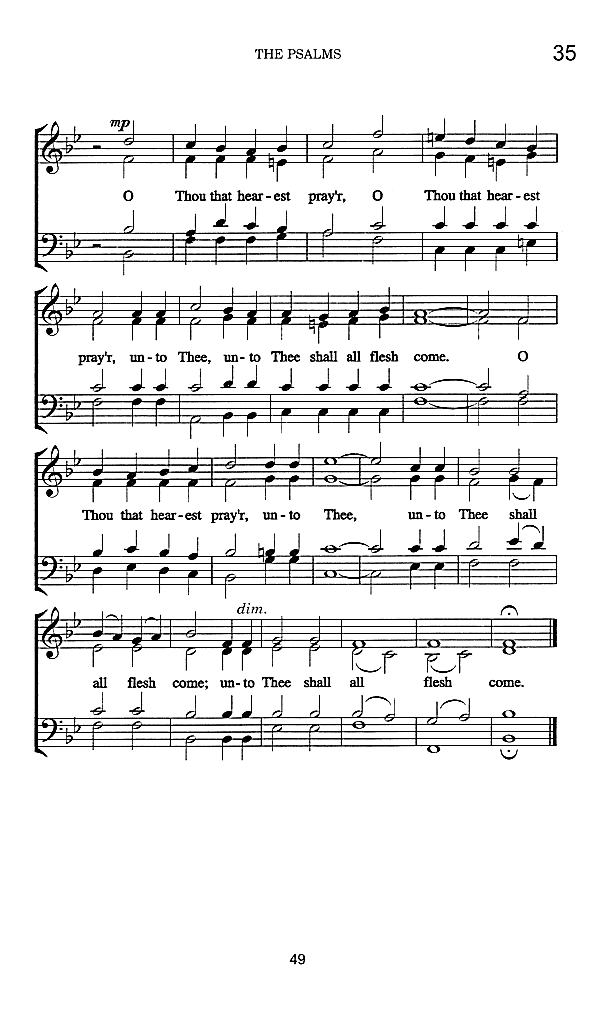 THE PSALMS 35
mp
O Thou that hear - est pray'r, O Thou that hear - est
pray'r, un - to Thee, un - to Thee shall all flesh come. O
Thou that hear - est pray'r, un - to Thee, un - to Thee shall
dim.
all flesh come; un - to Thee shall all flesh come.
49